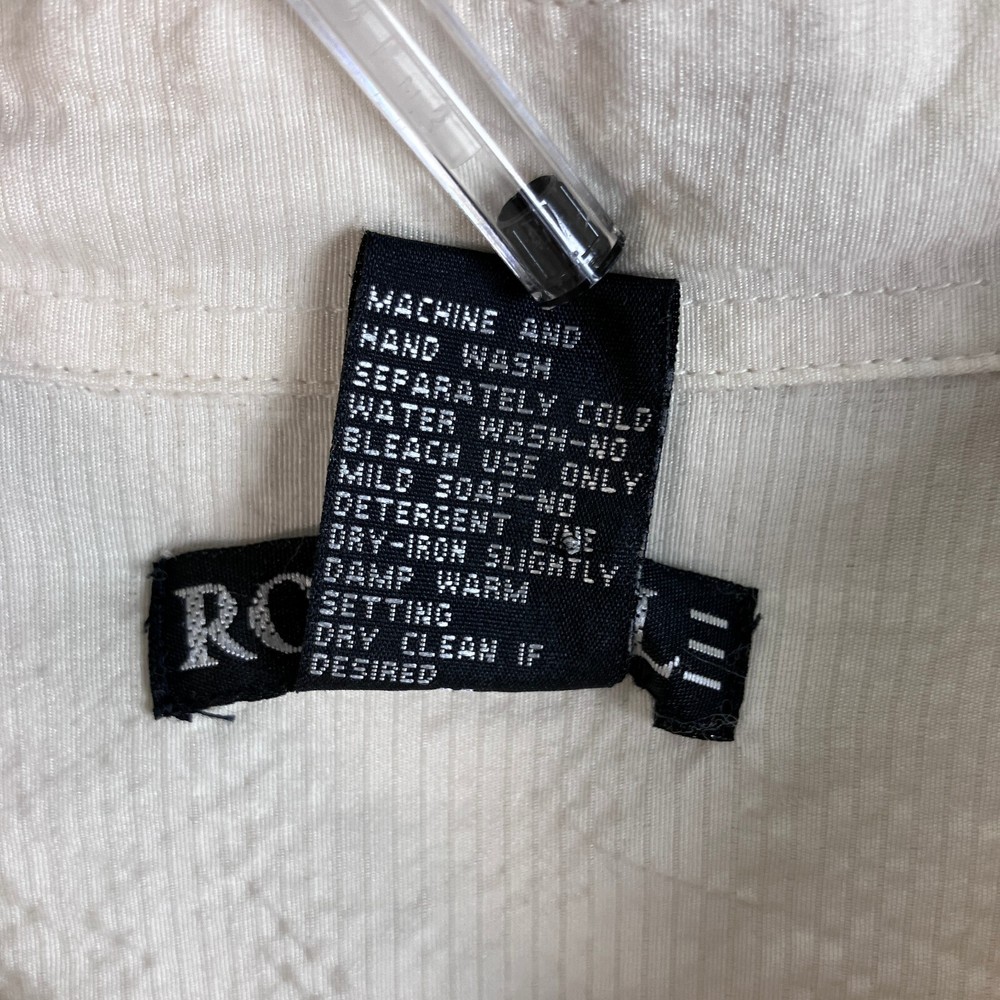 MACHINE AND
HAND WASH
SEPARATELY COLD
WATER WASH-NO
BLEACH USE ONLY
MILD SOAP-NO
DETERGENT LINE
DRY-IRON SLIGHTLY
DAMP WARM
SETTING
DRY CLEAN IF
DESIRED